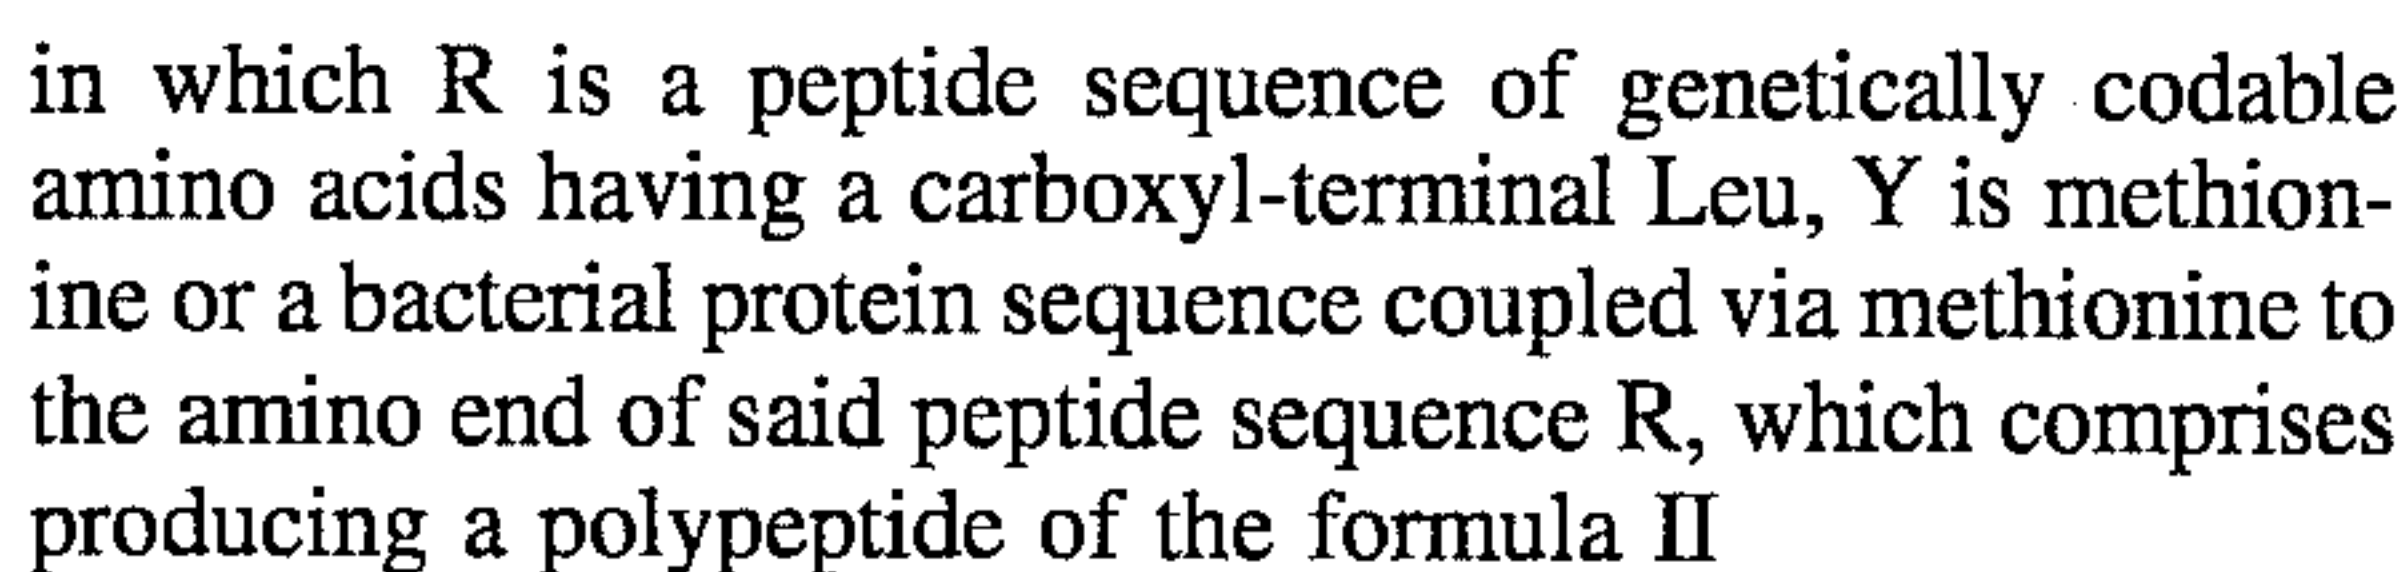 in which R is a peptide sequence of genetically codable
amino acids having a carboxyl-terminal Leu, Y is methion-
ine or a bacterial protein sequence coupled via methionine to
the amino end of said peptide sequence R, which comprises
producing a polypeptide of the formula II